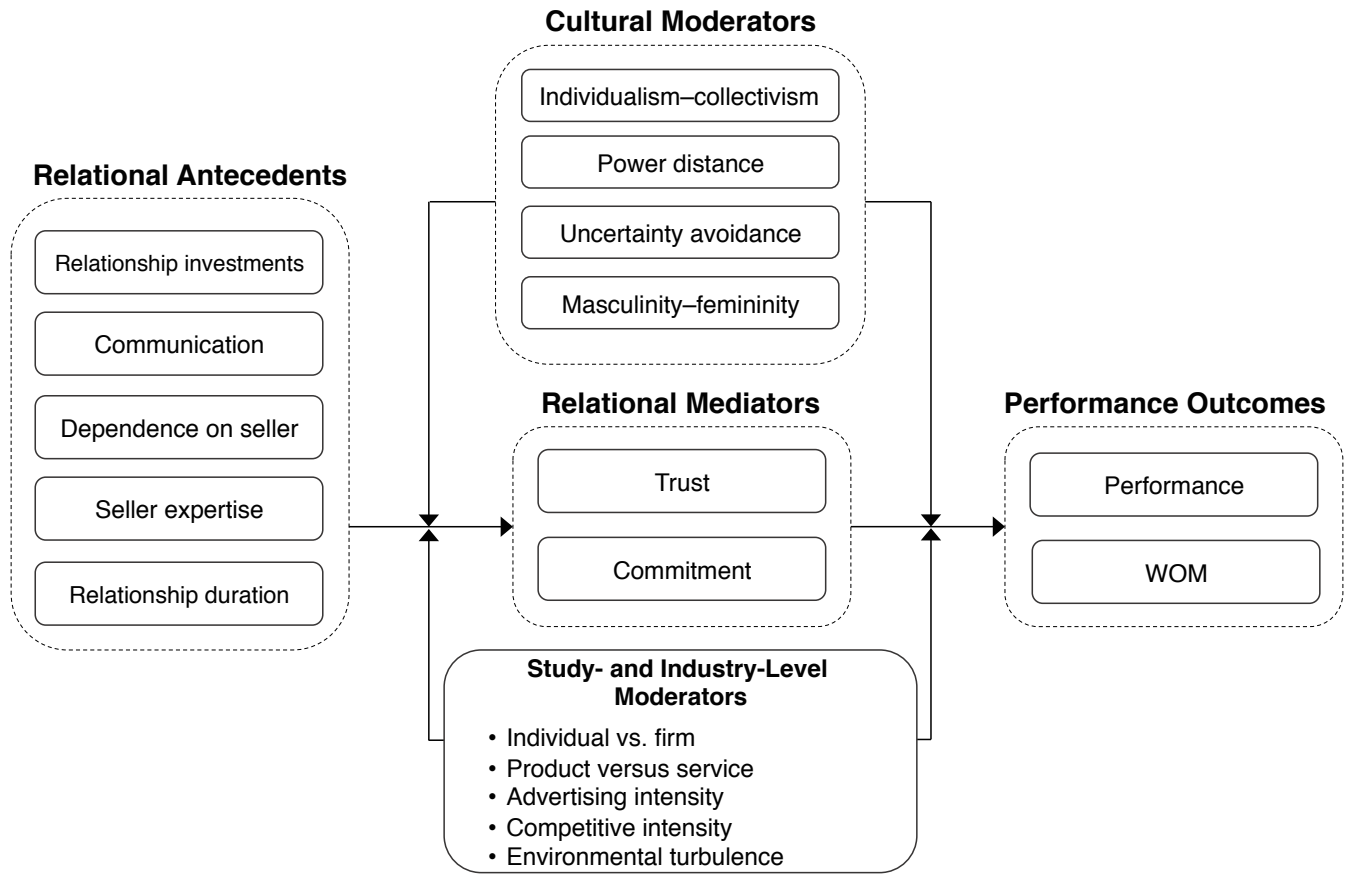 Cultural Moderators
Individualism–collectivism
Power distance
Uncertainty avoidance
Masculinity–femininity
Relational Antecedents
Relationship investments
Communication
Dependence on seller
Seller expertise
Relationship duration
Relational Mediators
Trust
Commitment
Performance Outcomes
Performance
WOM
Study- and Industry-Level
Moderators
• Individual vs. firm
• Product versus service
• Advertising intensity
• Competitive intensity
• Environmental turbulence